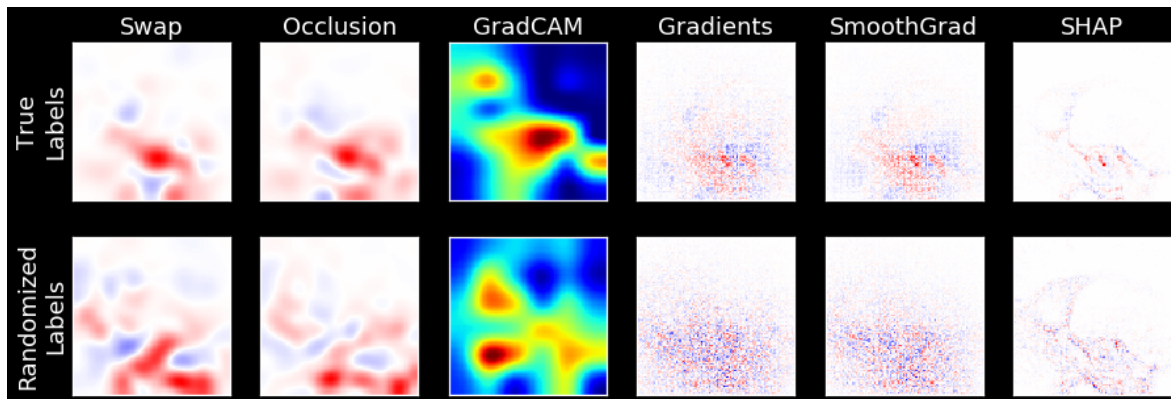 Swap Occlusion GradCAM Gradients SmoothGrad SHAP
True
Labels
Randomized
Labels